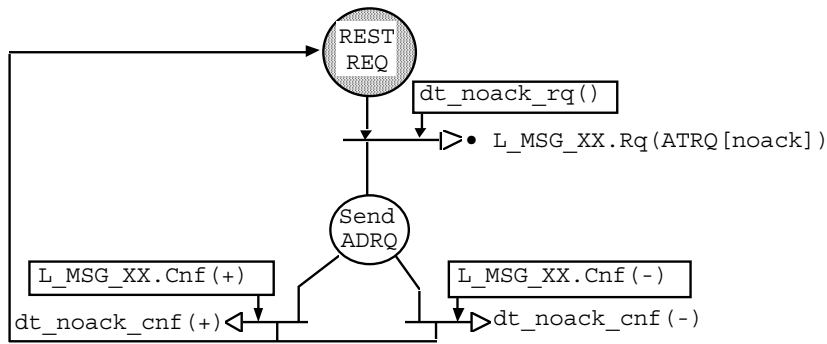 REST
REQ
dt_noack_rq()
L_MSG_XX.Rq(ATRQ[noack])
Send
ADRQ
L_MSG_XX.Cnf(+)
L_MSG_XX.Cnf(-)
dt_noack_cnf(+)
dt_noack_cnf(-)